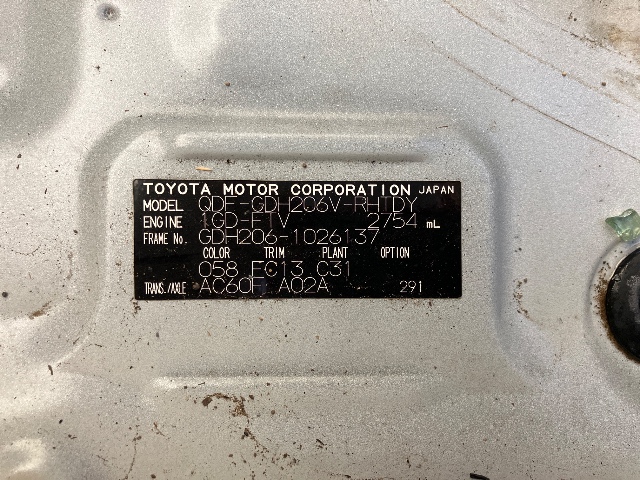 TOYOTA MOTOR CORPORATION JAPAN
MODEL QDF-GDH206V-RHTDY
ENGINE 1GD-FTV 2754 mL
FRAME No. GDH206-1026137
COLOR TRIM PLANT OPTION
058 EC13 C31
TRANS./AXLE AC60F A02A 291